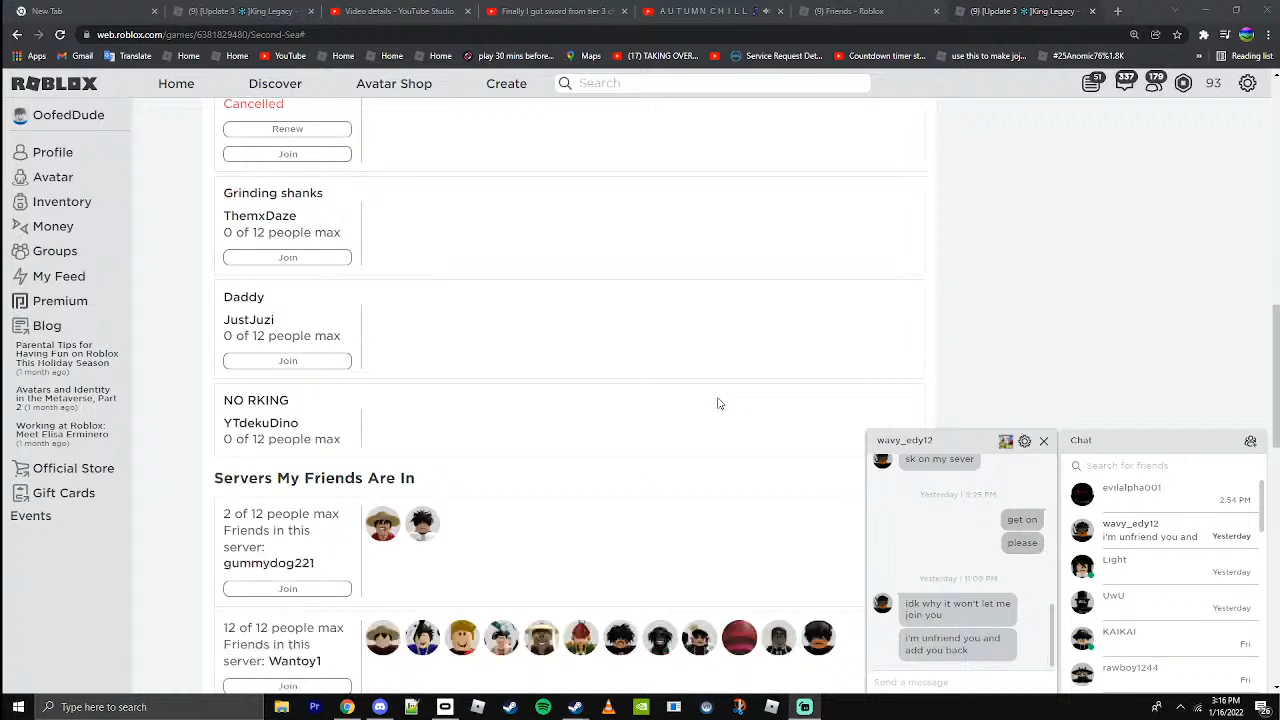 New Tab
(9) [Update 3 ❄️]King Legacy -
Video details - YouTube Studio
Finally I got sword from tier 3 c
A U T U M N  C H I L L
(9) Friends - Roblox
(9) [Update 3 ❄️]King Legacy -
web.roblox.com/games/6381829480/Second-Sea#
Apps
Gmail
Translate
Home
Home
YouTube
Home
Home
Home
play 30 mins before...
Maps
(17) TAKING OVER...
Service Request Det...
Countdown timer st...
use this to make joj...
#25Anomic76%1.8K
»
Reading list
ROBLOX
Home
Discover
Avatar Shop
Create
Search
51
337
179
93
OofedDude
Profile
Avatar
Inventory
Money
Groups
My Feed
Premium
Blog
Parental Tips for
Having Fun on Roblox
This Holiday Season
(1 month ago)
Avatars and Identity
in the Metaverse, Part
2 (1 month ago)
Working at Roblox:
Meet Elisa Erminero
(1 month ago)
Official Store
Gift Cards
Events
Cancelled
Renew
Join
Grinding shanks
ThemxDaze
0 of 12 people max
Join
Daddy
JustJuzi
0 of 12 people max
Join
NO RKING
YTdekuDino
0 of 12 people max
Servers My Friends Are In
2 of 12 people max
Friends in this
server:
gummydog221
Join
12 of 12 people max
Friends in this
server: Wantoy1
Join
wavy_edy12
sk on my sever
Yesterday | 9:25 PM
get on
please
Yesterday | 11:09 PM
idk why it won't let me
join you
i'm unfriend you and
add you back
Send a message
Chat
Search for friends
evilalpha001
2:54 PM
wavy_edy12
i'm unfriend you and
Yesterday
Light
Yesterday
UwU
Yesterday
KAIKAI
Fri
rawboy1244
Fri
Type here to search
Pr
3:16 PM
1/16/2022
26